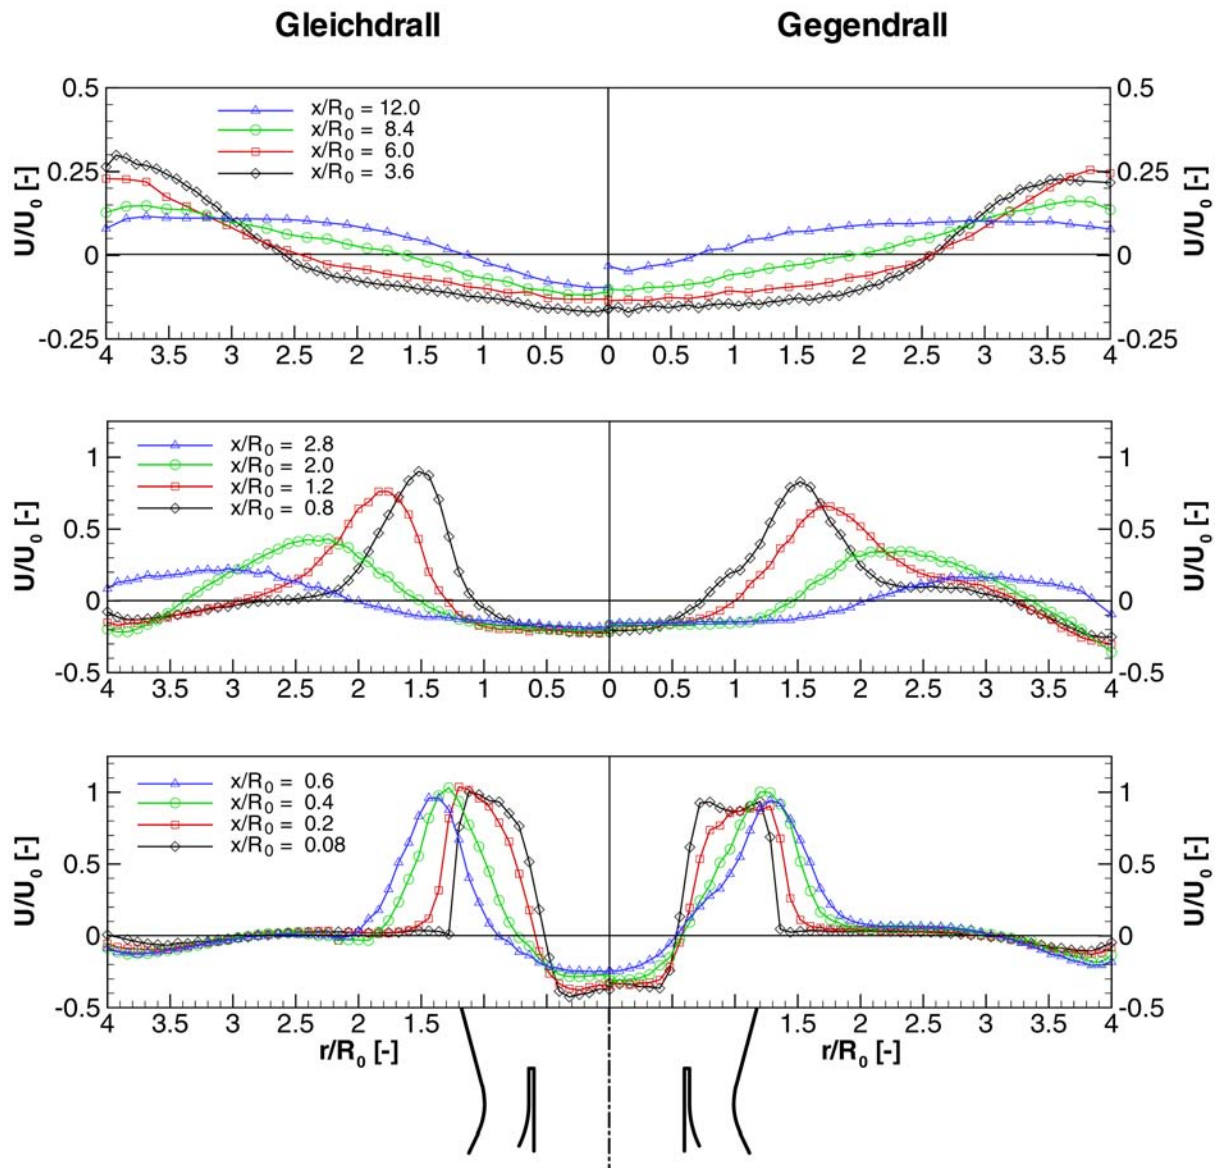 Gleichdrall Gegendrall
0.5 0.5
x/R0 = 12.0
x/R0 = 8.4
x/R0 = 6.0
x/R0 = 3.6
0.25 0.25
U/U0 [-] U/U0 [-]
0 0
-0.25 -0.25
4 3.5 3 2.5 2 1.5 1 0.5 0 0.5 1 1.5 2 2.5 3 3.5 4
x/R0 = 2.8
x/R0 = 2.0
x/R0 = 1.2
x/R0 = 0.8
1 1
0.5 0.5
U/U0 [-] U/U0 [-]
0 0
-0.5 -0.5
4 3.5 3 2.5 2 1.5 1 0.5 0 0.5 1 1.5 2 2.5 3 3.5 4
x/R0 = 0.6
x/R0 = 0.4
x/R0 = 0.2
x/R0 = 0.08
1 1
0.5 0.5
U/U0 [-] U/U0 [-]
0 0
-0.5 -0.5
4 3.5 3 2.5 2 1.5 1.5 2 2.5 3 3.5 4
r/R0 [-] r/R0 [-]